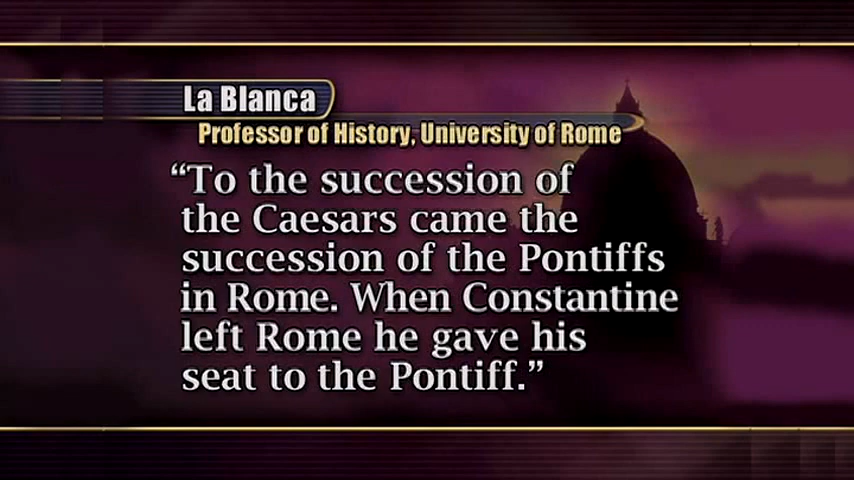 La Blanca
Professor of History, University of Rome
“To the succession of
the Caesars came the
succession of the Pontiffs
in Rome. When Constantine
left Rome he gave his
seat to the Pontiff.”